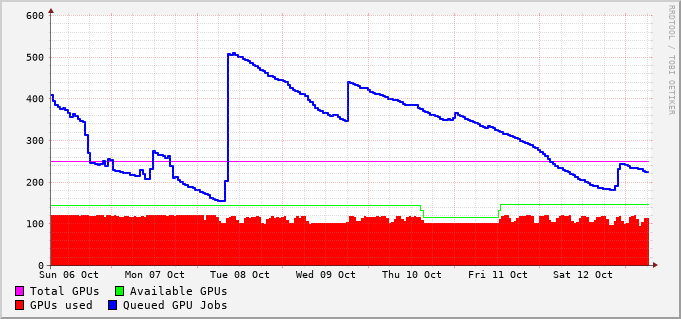 600
500
400
300
200
100
0
Sun 06 Oct Mon 07 Oct Tue 08 Oct Wed 09 Oct Thu 10 Oct Fri 11 Oct Sat 12 Oct
Total GPUs Available GPUs
GPUs used Queued GPU Jobs
RRDTOOL / TOBI OETIKER